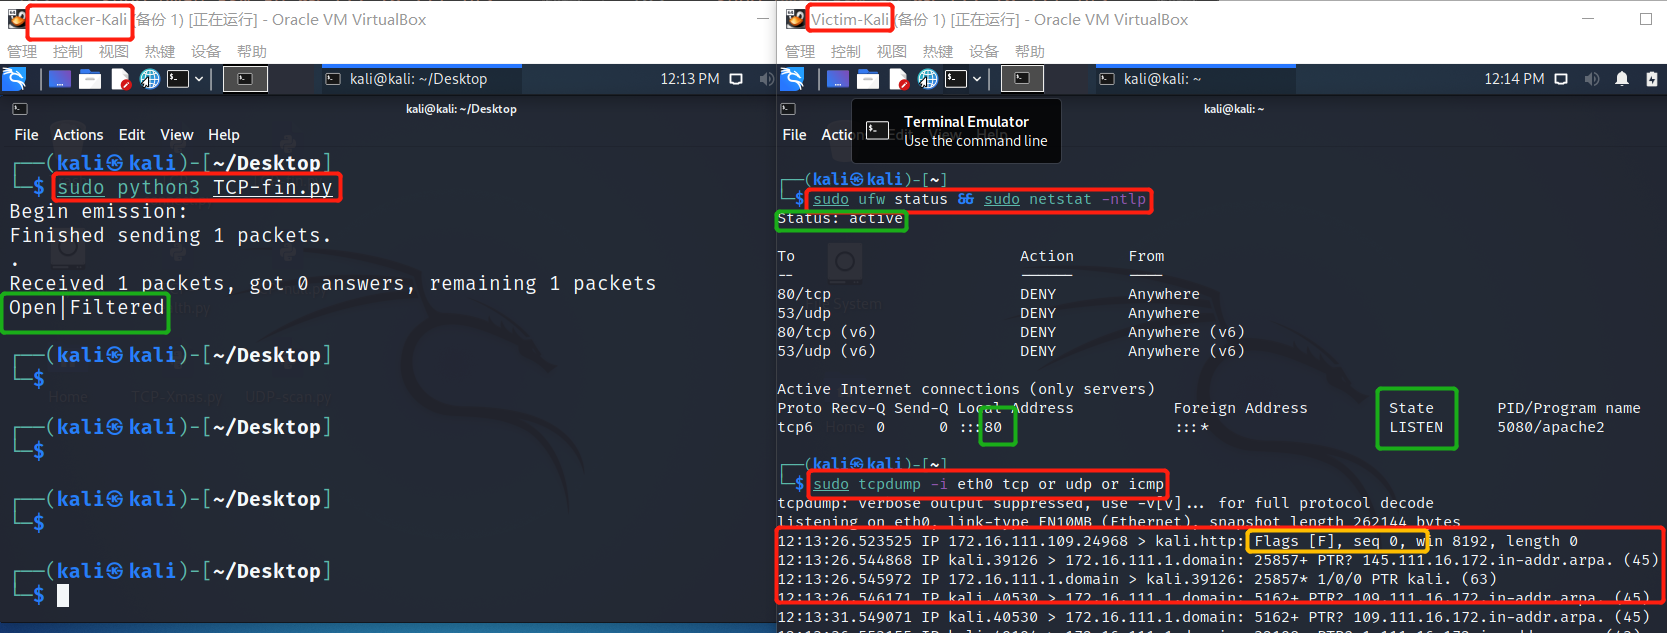 Attacker-Kali (备份 1) [正在运行] - Oracle VM VirtualBox
管理 控制 视图 热键 设备 帮助
kali@kali: ~/Desktop
12:13 PM
kali@kali: ~/Desktop
File Actions Edit View Help
┌──(kali㉿kali)-[~/Desktop]
└─$ sudo python3 TCP-fin.py
Begin emission:
Finished sending 1 packets.
.
Received 1 packets, got 0 answers, remaining 1 packets
Open|Filtered
┌──(kali㉿kali)-[~/Desktop]
└─$
┌──(kali㉿kali)-[~/Desktop]
└─$
┌──(kali㉿kali)-[~/Desktop]
└─$
┌──(kali㉿kali)-[~/Desktop]
└─$
Home TCP-Xmas.py UDP-scan.py
Victim-Kali (备份 1) [正在运行] - Oracle VM VirtualBox
管理 控制 视图 热键 设备 帮助
kali@kali: ~
12:14 PM
kali@kali: ~
File Actions Edit View Help
Terminal Emulator
Use the command line
┌──(kali㉿kali)-[~]
└─$ sudo ufw status && sudo netstat -ntlp
Status: active
To Action From
-- ------ ----
80/tcp DENY Anywhere
53/udp DENY Anywhere
80/tcp (v6) DENY Anywhere (v6)
53/udp (v6) DENY Anywhere (v6)
Active Internet connections (only servers)
Proto Recv-Q Send-Q Local Address Foreign Address State PID/Program name
tcp6 0 0 :::80 :::* LISTEN 5080/apache2
┌──(kali㉿kali)-[~]
└─$ sudo tcpdump -i eth0 tcp or udp or icmp
tcpdump: verbose output suppressed, use -v[v]... for full protocol decode
listening on eth0, link-type EN10MB (Ethernet), snapshot length 262144 bytes
12:13:26.523525 IP 172.16.111.109.24968 > kali.http: Flags [F], seq 0, win 8192, length 0
12:13:26.544868 IP kali.39126 > 172.16.111.1.domain: 25857+ PTR? 145.111.16.172.in-addr.arpa. (45)
12:13:26.545972 IP 172.16.111.1.domain > kali.39126: 25857* 1/0/0 PTR kali. (63)
12:13:26.546171 IP kali.40530 > 172.16.111.1.domain: 5162+ PTR? 109.111.16.172.in-addr.arpa. (45)
12:13:31.549071 IP kali.40530 > 172.16.111.1.domain: 5162+ PTR? 109.111.16.172.in-addr.arpa. (45)